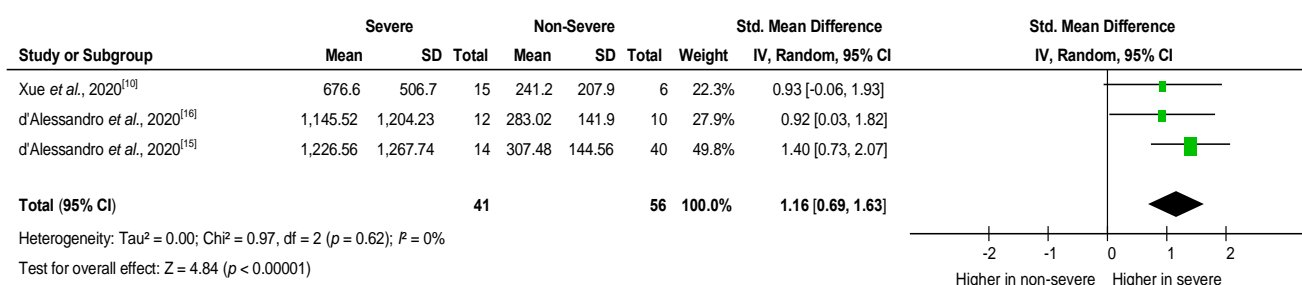 Severe Non-Severe Std. Mean Difference Std. Mean Difference
Study or Subgroup Mean SD Total Mean SD Total Weight IV, Random, 95% CI IV, Random, 95% CI
Xue et al., 2020[10] 676.6 506.7 15 241.2 207.9 6 22.3% 0.93 [-0.06, 1.93]
d'Alessandro et al., 2020[16] 1,145.52 1,204.23 12 283.02 141.9 10 27.9% 0.92 [0.03, 1.82]
d'Alessandro et al., 2020[15] 1,226.56 1,267.74 14 307.48 144.56 40 49.8% 1.40 [0.73, 2.07]
Total (95% CI) 41 56 100.0% 1.16 [0.69, 1.63]
Heterogeneity: Tau² = 0.00; Chi² = 0.97, df = 2 (p = 0.62); I² = 0%
-2 -1 0 1 2
Test for overall effect: Z = 4.84 (p < 0.00001)
Higher in non-severe Higher in severe